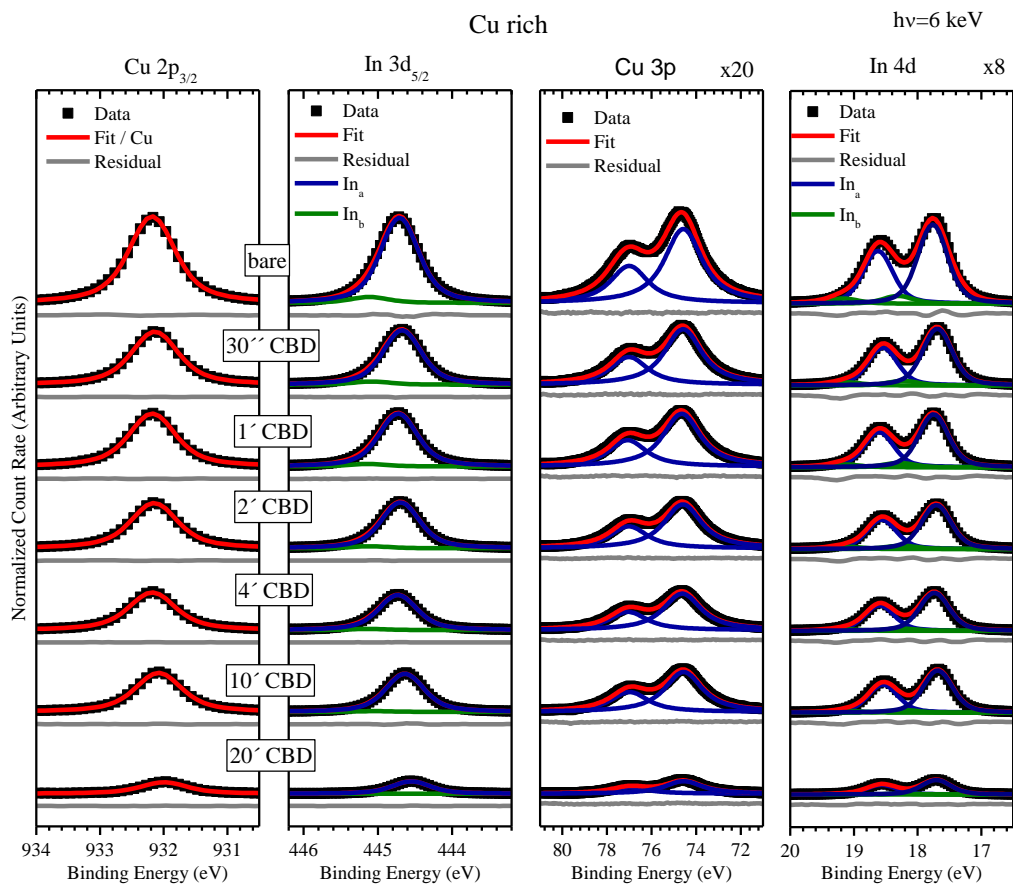 Cu rich
hν=6 keV
Cu 2p3/2
In 3d5/2
Cu 3p x20
In 4d x8
Normalized Count Rate (Arbitrary Units)
Data
Fit / Cu
Residual
Data
Fit
Residual
Ina
Inb
Data
Fit
Residual
Data
Fit
Residual
Ina
Inb
bare
30´´ CBD
1´ CBD
2´ CBD
4´ CBD
10´ CBD
20´ CBD
934 933 932 931
446 445 444
80 78 76 74 72
20 19 18 17
Binding Energy (eV)
Binding Energy (eV)
Binding Energy (eV)
Binding Energy (eV)